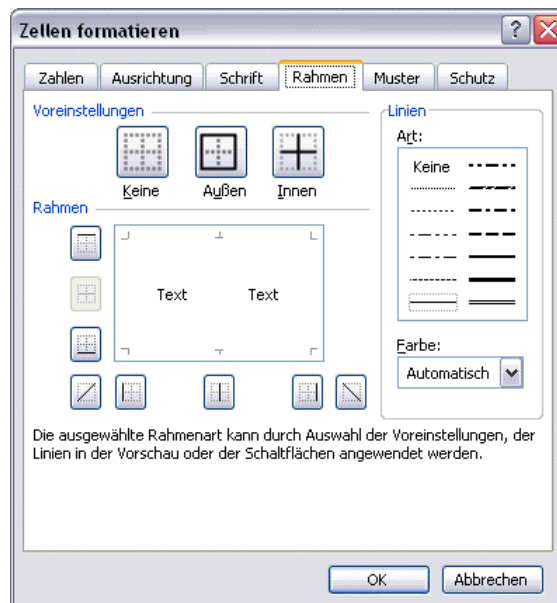 Zellen formatieren
Zahlen Ausrichtung Schrift Rahmen Muster Schutz
Voreinstellungen
Keine Außen Innen
Rahmen
Text Text
Linien
Art:
Keine
Farbe:
Automatisch
Die ausgewählte Rahmenart kann durch Auswahl der Voreinstellungen, der
Linien in der Vorschau oder der Schaltflächen angewendet werden.
OK Abbrechen